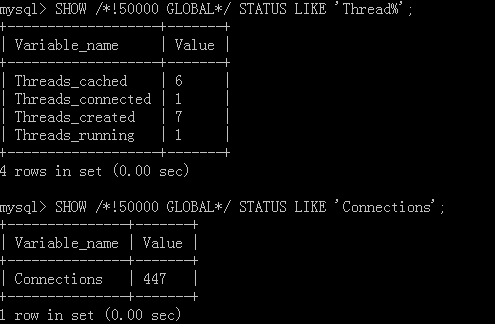 mysql> SHOW /*!50000 GLOBAL*/ STATUS LIKE 'Thread%';
+-------------------+-------+
| Variable_name     | Value |
+-------------------+-------+
| Threads_cached    | 6     |
| Threads_connected | 1     |
| Threads_created   | 7     |
| Threads_running   | 1     |
+-------------------+-------+
4 rows in set (0.00 sec)

mysql> SHOW /*!50000 GLOBAL*/ STATUS LIKE 'Connections';
+---------------+-------+
| Variable_name | Value |
+---------------+-------+
| Connections   | 447   |
+---------------+-------+
1 row in set (0.00 sec)